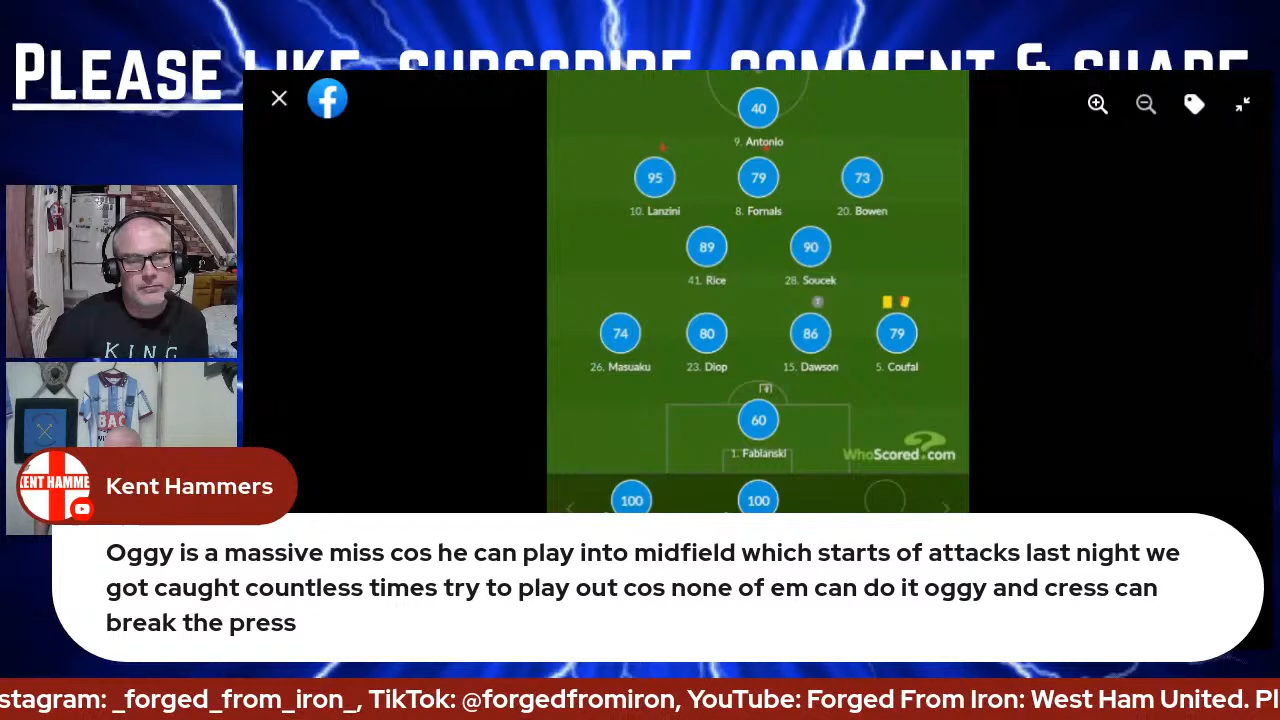 PLEASE LIKE, SUBSCRIBE, COMMENT & SHARE
40
9. Antonio
95
79
73
10. Lanzini
8. Fornals
20. Bowen
89
90
41. Rice
28. Soucek
74
80
86
79
26. Masuaku
23. Diop
15. Dawson
5. Coufal
60
1. Fabianski
WhoScored.com
100
100
KING
BAC
KENT HAMME
Kent Hammers
Oggy is a massive miss cos he can play into midfield which starts of attacks last night we
got caught countless times try to play out cos none of em can do it oggy and cress can
break the press
stagram: _forged_from_iron_, TikTok: @forgedfromiron, YouTube: Forged From Iron: West Ham United. Pl